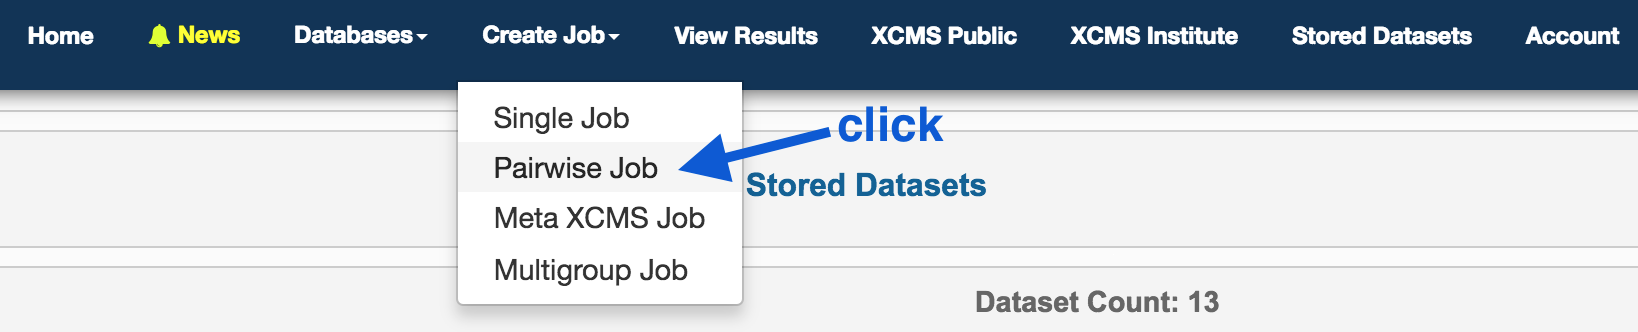 Home News Databases Create Job View Results XCMS Public XCMS Institute Stored Datasets Account
Single Job
click
Pairwise Job
Stored Datasets
Meta XCMS Job
Multigroup Job
Dataset Count: 13